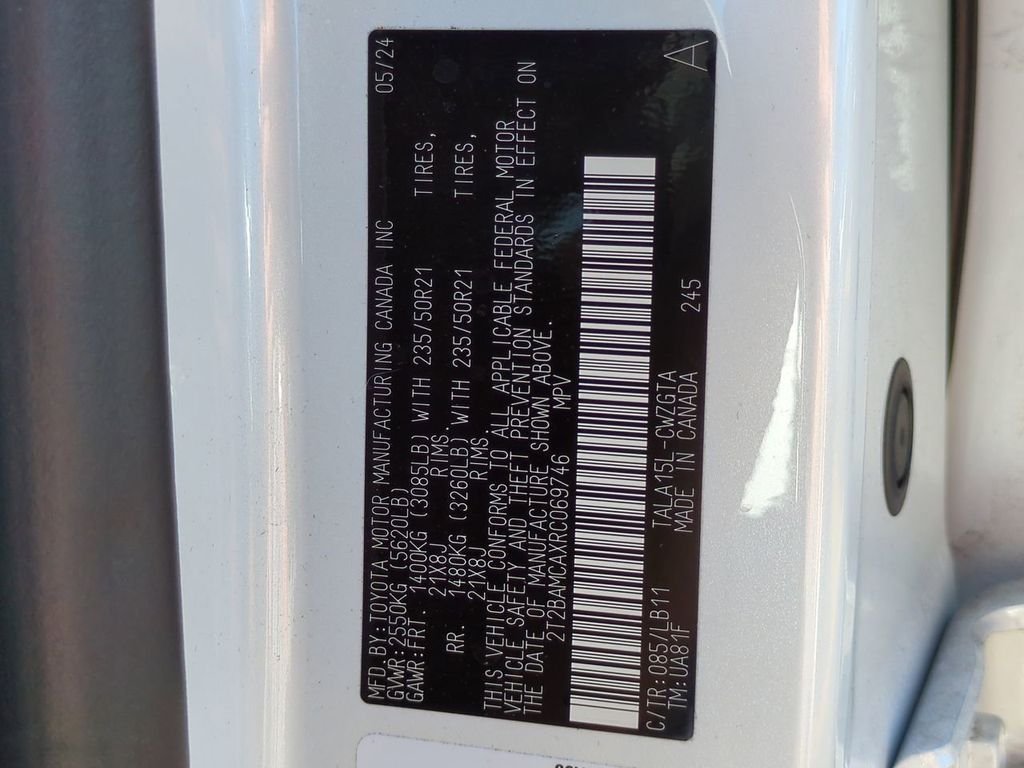 MFD.BY:TOYOTA MOTOR MANUFACTURING CANADA INC 05/24
GVWR:2550KG (5620LB)
GAWR:FRT. 1400KG (3085LB) WITH 235/50R21 TIRES,
21X8J RIMS.
RR. 1480KG (3260LB) WITH 235/50R21 TIRES,
21X8J RIMS.
THIS VEHICLE CONFORMS TO ALL APPLICABLE FEDERAL MOTOR
VEHICLE SAFETY AND THEFT PREVENTION STANDARDS IN EFFECT ON
THE DATE OF MANUFACTURE SHOWN ABOVE.
2T2BAMCAXRC069746 MPV
C/TR:085/LB11 TALA15L-CWZGTA 245
TM:0A81F MADE IN CANADA A